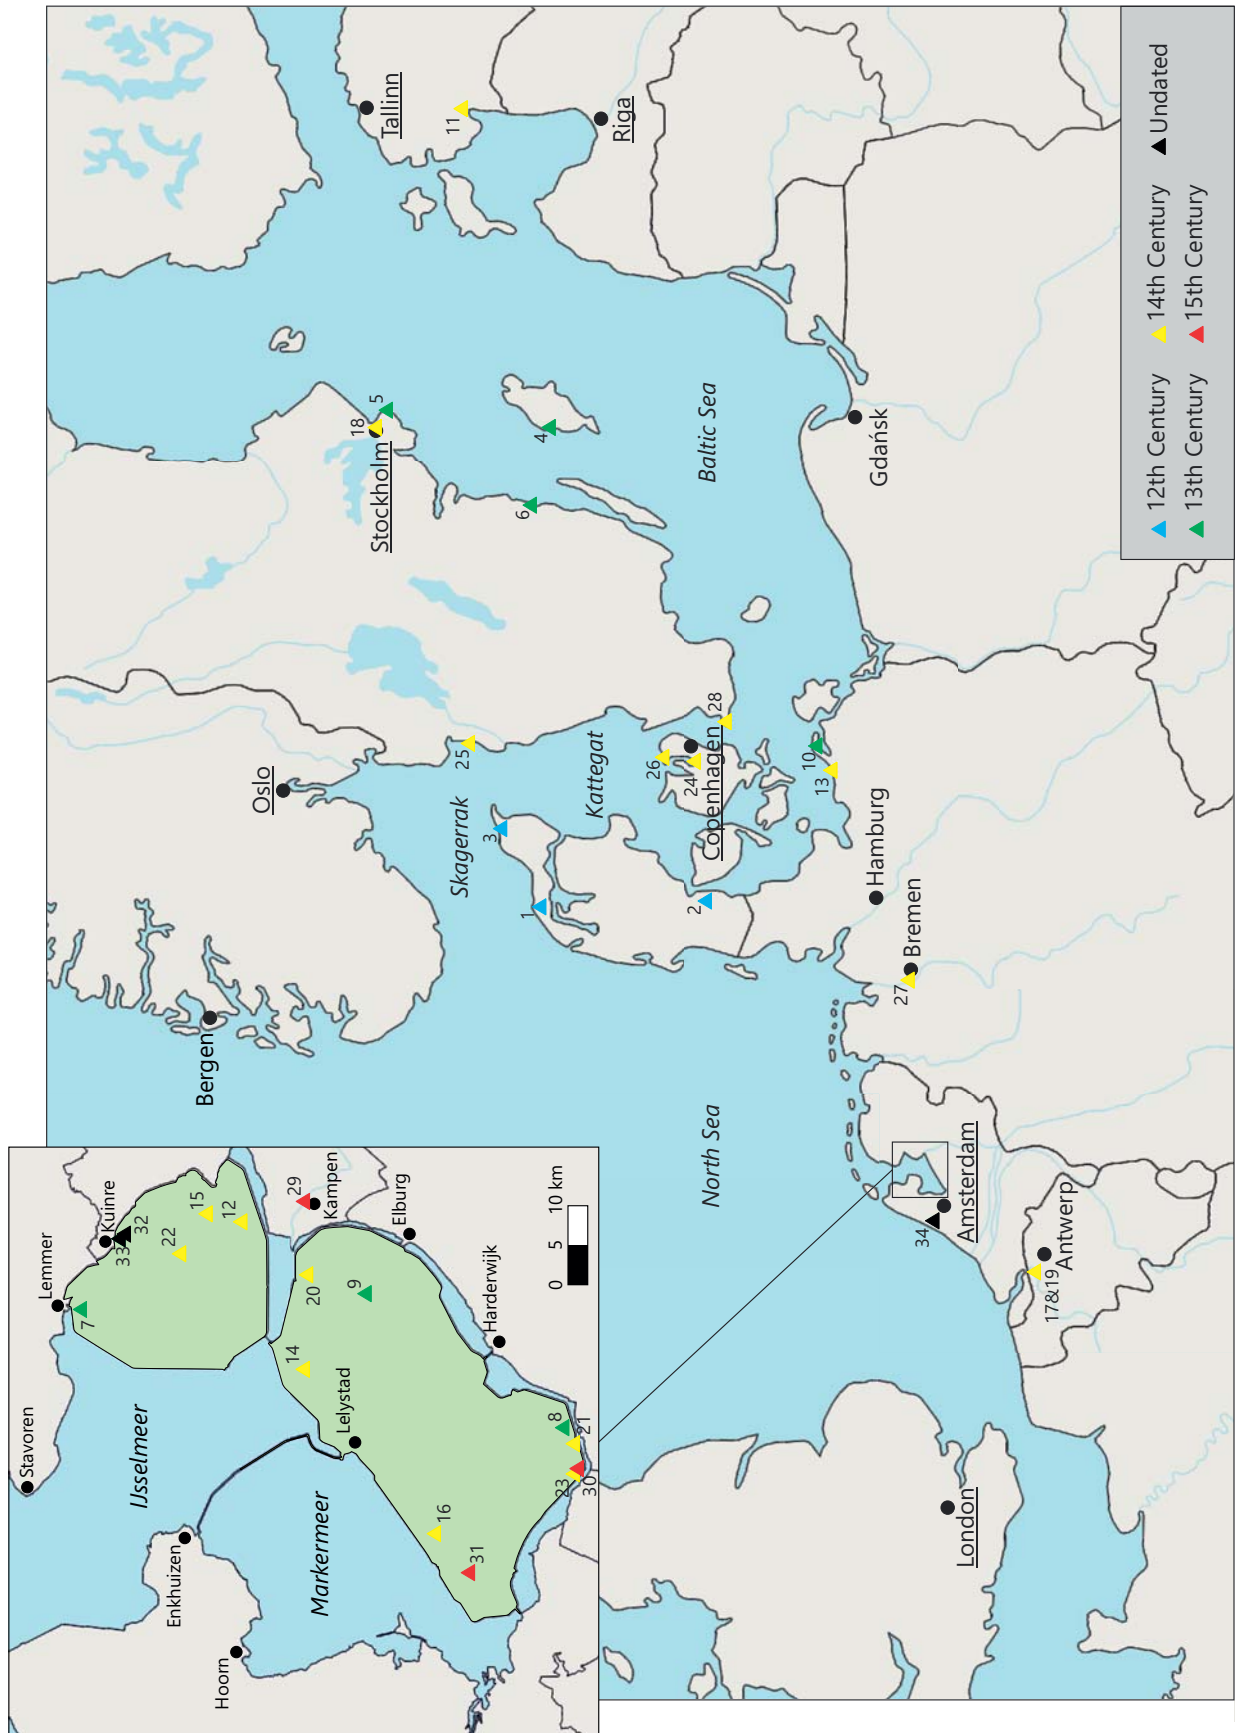 Stavoren
Lemmer
Kuinre
IJsselmeer
Enkhuizen
Markermeer
Hoorn
Lelystad
Kampen
Elburg
Harderwijk
7
33
32
22
15
12
29
20
9
14
8
21
23
30
16
31
0 5 10 km
Bergen
Oslo
Stockholm
Tallinn
Riga
Skagerrak
Kattegat
Copenhagen
Baltic Sea
North Sea
Gdańsk
Hamburg
Bremen
Amsterdam
Antwerp
London
18
5
11
4
6
25
3
1
2
26
24
28
10
13
27
34
17&19
12th Century
13th Century
14th Century
15th Century
Undated